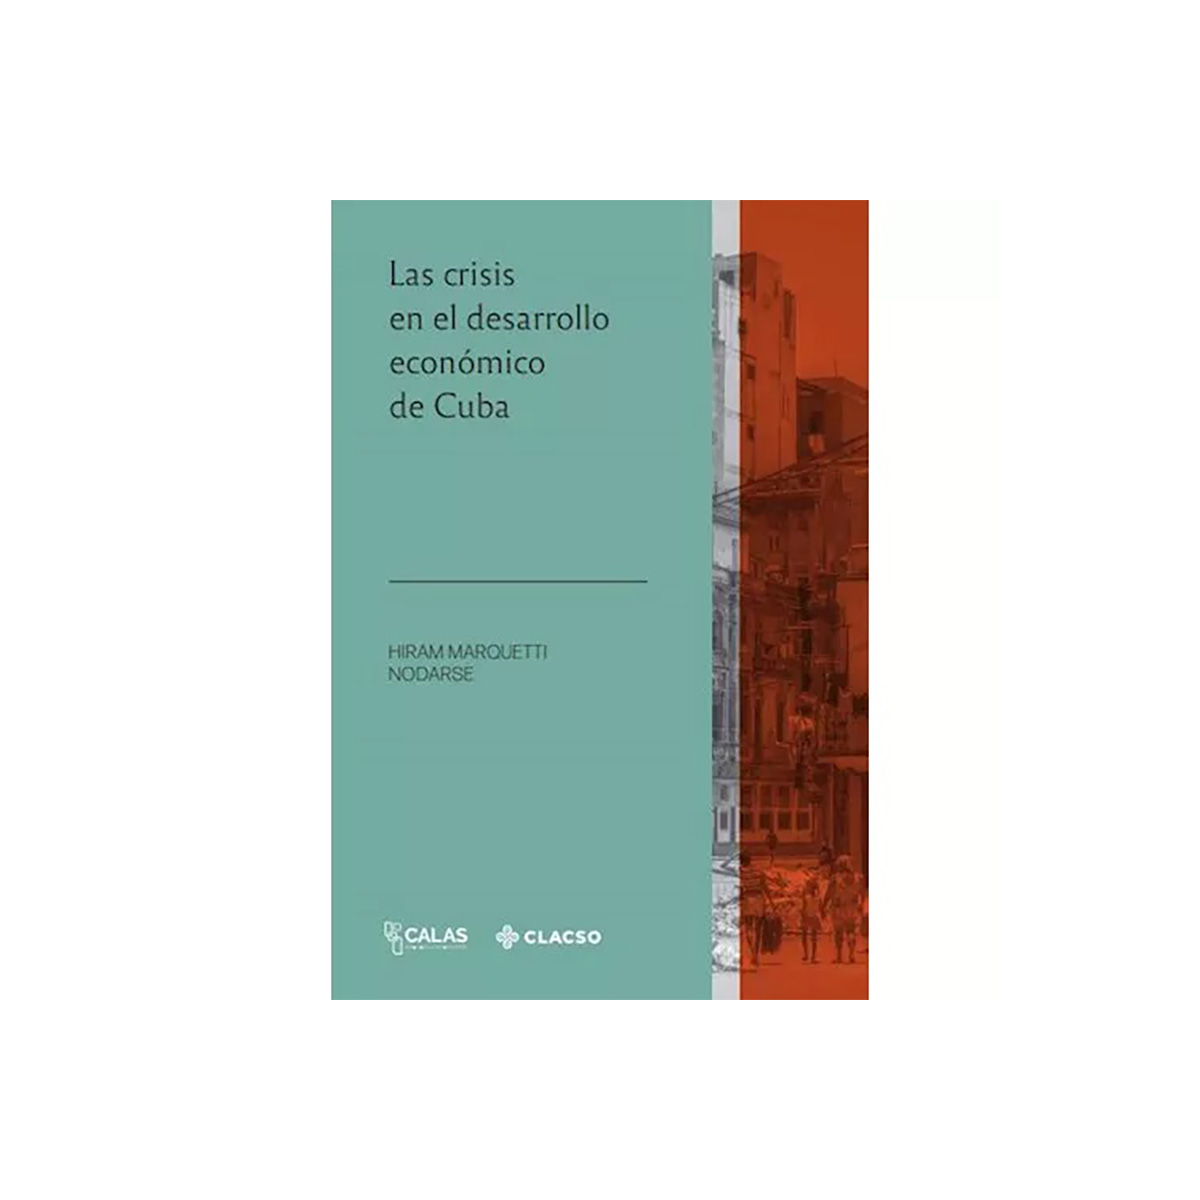 Las crisis
en el desarrollo
económico
de Cuba
HIRAM MARQUETTI
NODARSE
CALAS
CLACSO